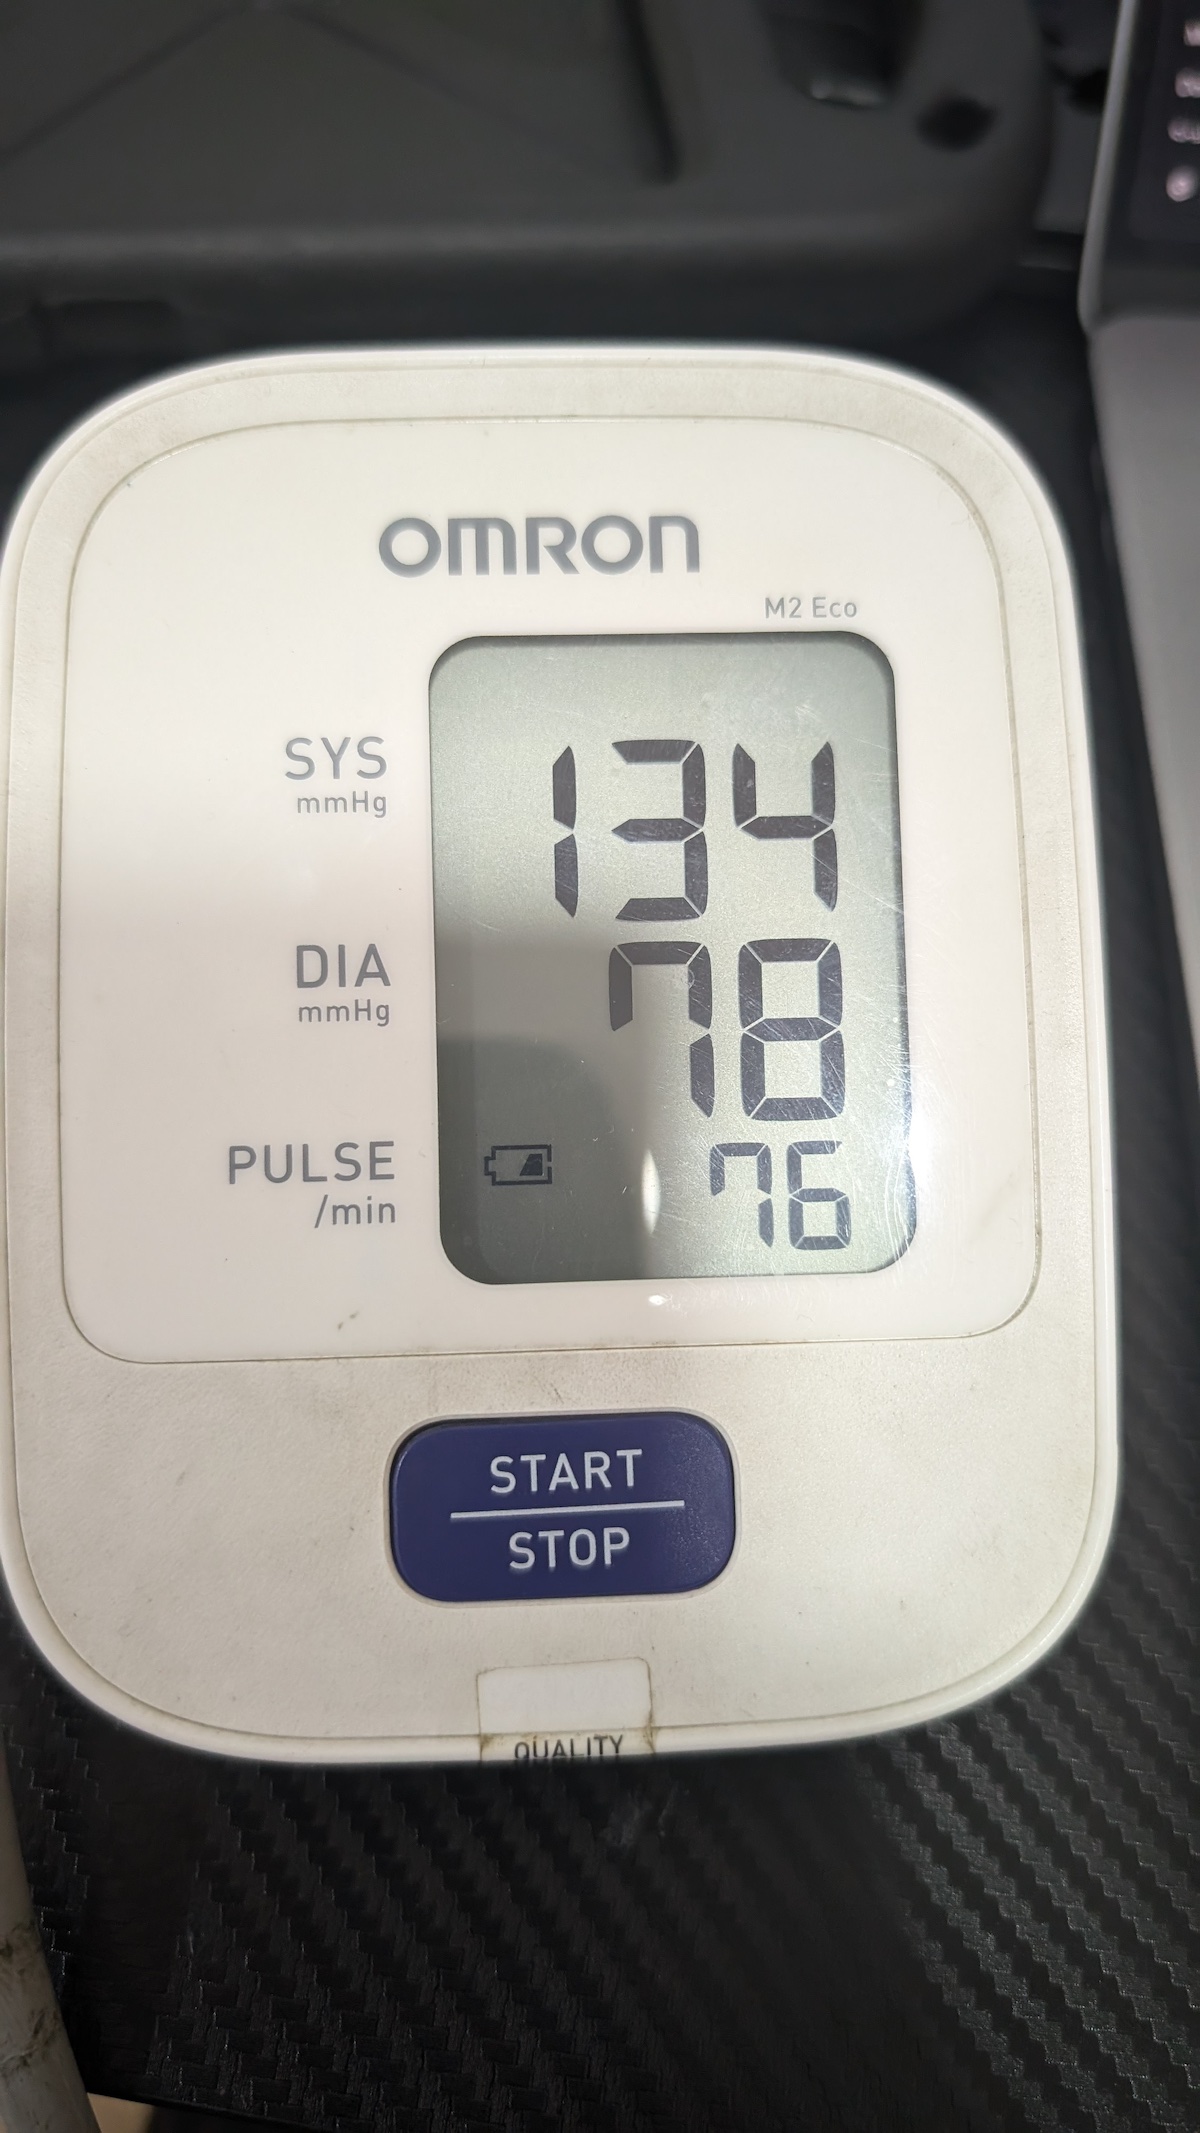 OMRON
M2 Eco
SYS
mmHg
134
DIA
mmHg
78
PULSE
/min
76
START
STOP
QUALITY